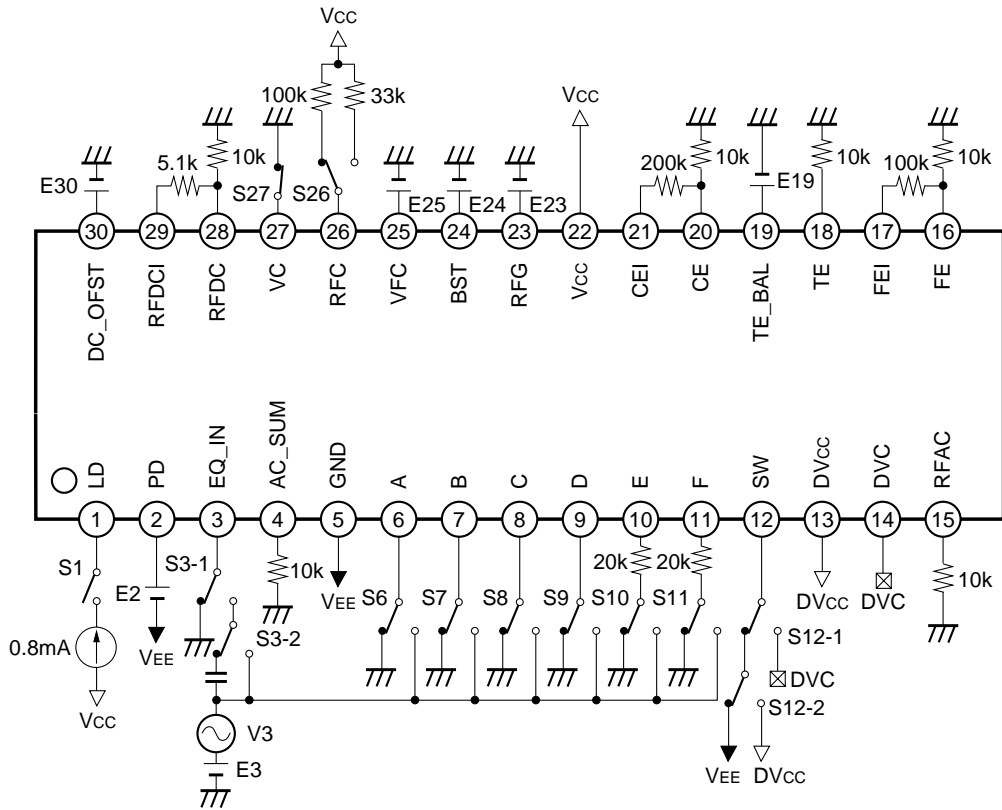 VCC
100k
33k
VCC
5.1k
10k
200k
10k
10k
100k
10k
E30
S27
S26
E25
E24
E23
E19
30 29 28 27 26 25 24 23 22 21 20 19 18 17 16
DC_OFST RFDCI RFDC VC RFC VFC BST RFG VCC CEI CE TE_BAL TE FEI FE
LD PD EQ_IN AC_SUM GND A B C D E F SW DVCC DVC RFAC
1 2 3 4 5 6 7 8 9 10 11 12 13 14 15
S1
S3-1
10k
20k
20k
10k
E2
VEE
S6
S7
S8
S9
S10
S11
DVCC
DVC
VEE
S3-2
S12-1
0.8mA
DVC
S12-2
VCC
V3
E3
VEE
DVCC